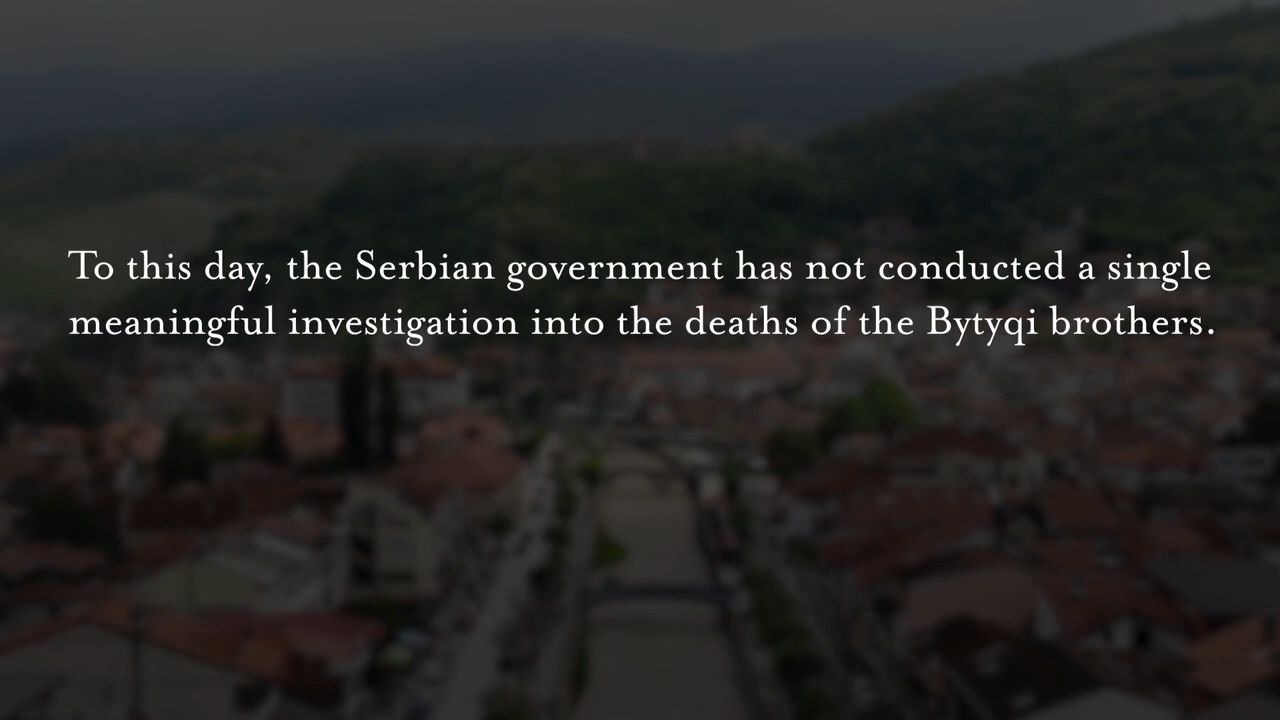 To this day, the Serbian government has not conducted a single
meaningful investigation into the deaths of the Bytyqi brothers.